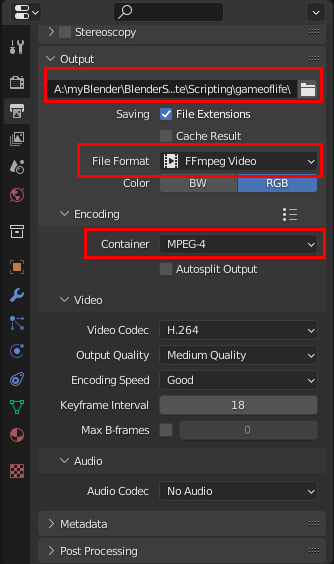 Stereoscopy
Output
A:\myBlender\BlenderS...te\Scripting\gameoflife\
Saving File Extensions
Cache Result
File Format FFmpeg Video
Color BW RGB
Encoding
Container MPEG-4
Autosplit Output
Video
Video Codec H.264
Output Quality Medium Quality
Encoding Speed Good
Keyframe Interval 18
Max B-frames 0
Audio
Audio Codec No Audio
Metadata
Post Processing